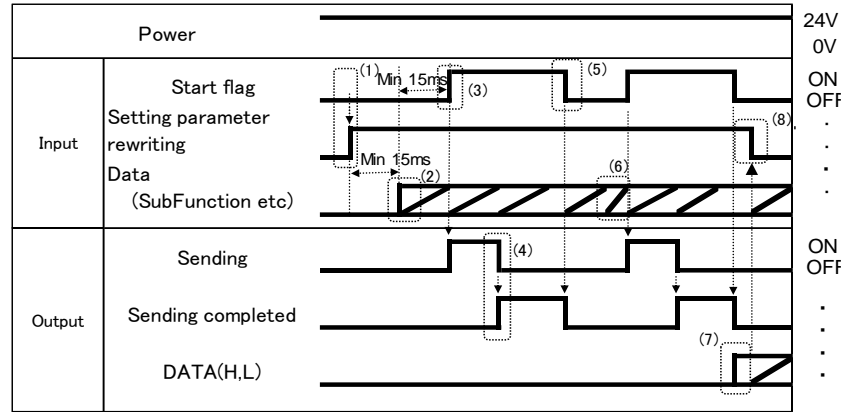 Power
24V
0V
Input
Start flag
(1)
Min 15ms
(3)
(5)
ON
OFF
Setting parameter
rewriting
(8)
Min 15ms
Data
(SubFunction etc)
(2)
(6)
Output
Sending
(4)
ON
OFF
Sending completed
(7)
DATA(H,L)